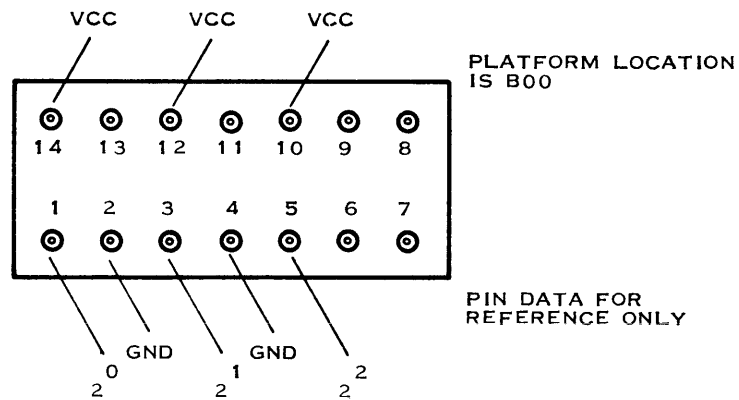 VCC VCC VCC
PLATFORM LOCATION
IS B00
14 13 12 11 10 9 8
1 2 3 4 5 6 7
PIN DATA FOR
REFERENCE ONLY
GND GND
2^0 2^1 2^2